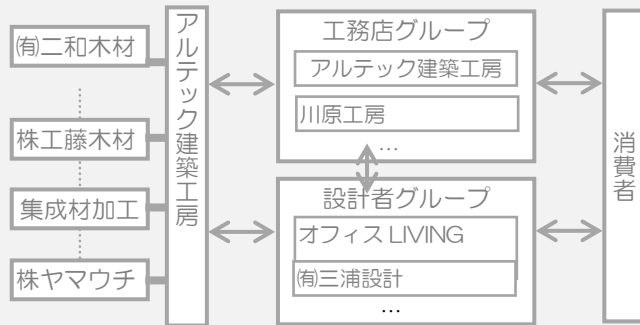 ㈲二和木材
株工藤木材
集成材加工
株ヤマウチ
アルテック建築工房
工務店グループ
アルテック建築工房
川原工房
…
設計者グループ
オフィス LIVING
㈲三浦設計
…
消費者